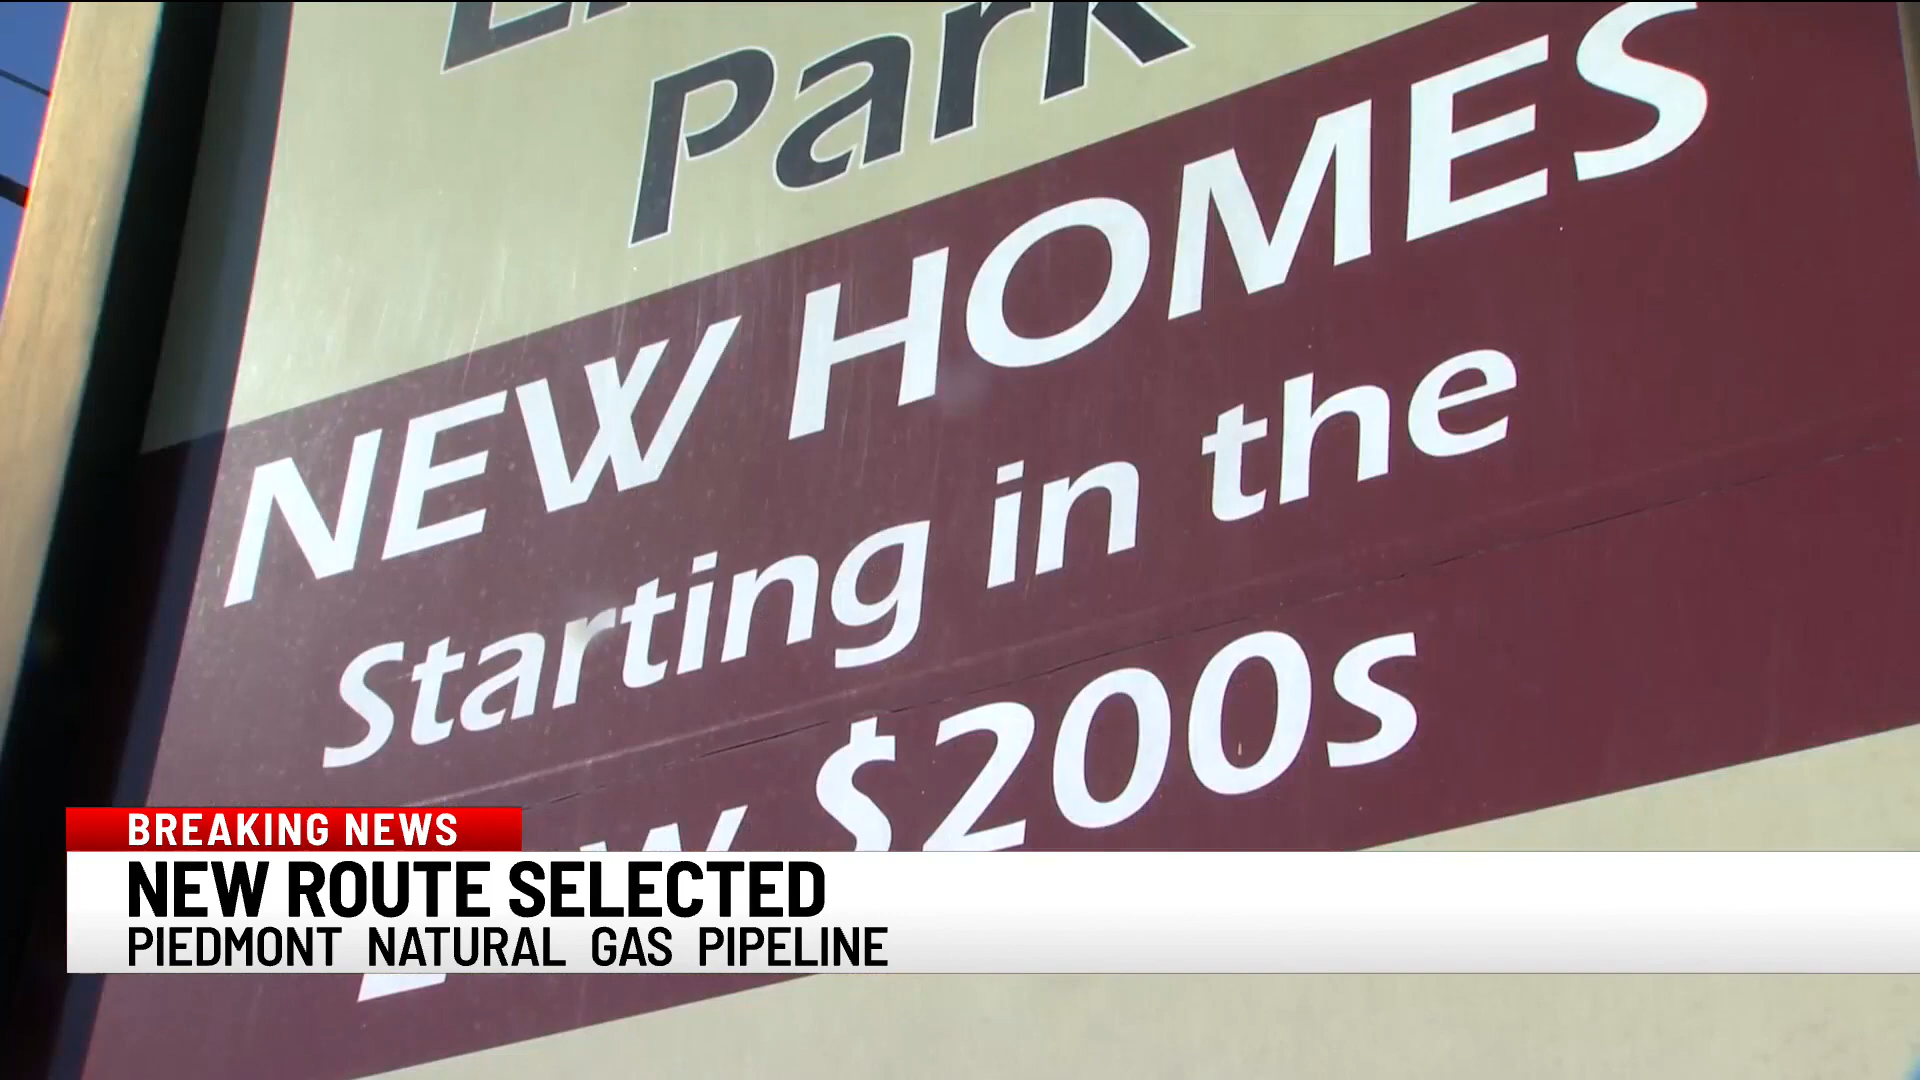 Park
NEW HOMES
Starting in the
$200s
BREAKING NEWS
NEW ROUTE SELECTED
PIEDMONT NATURAL GAS PIPELINE